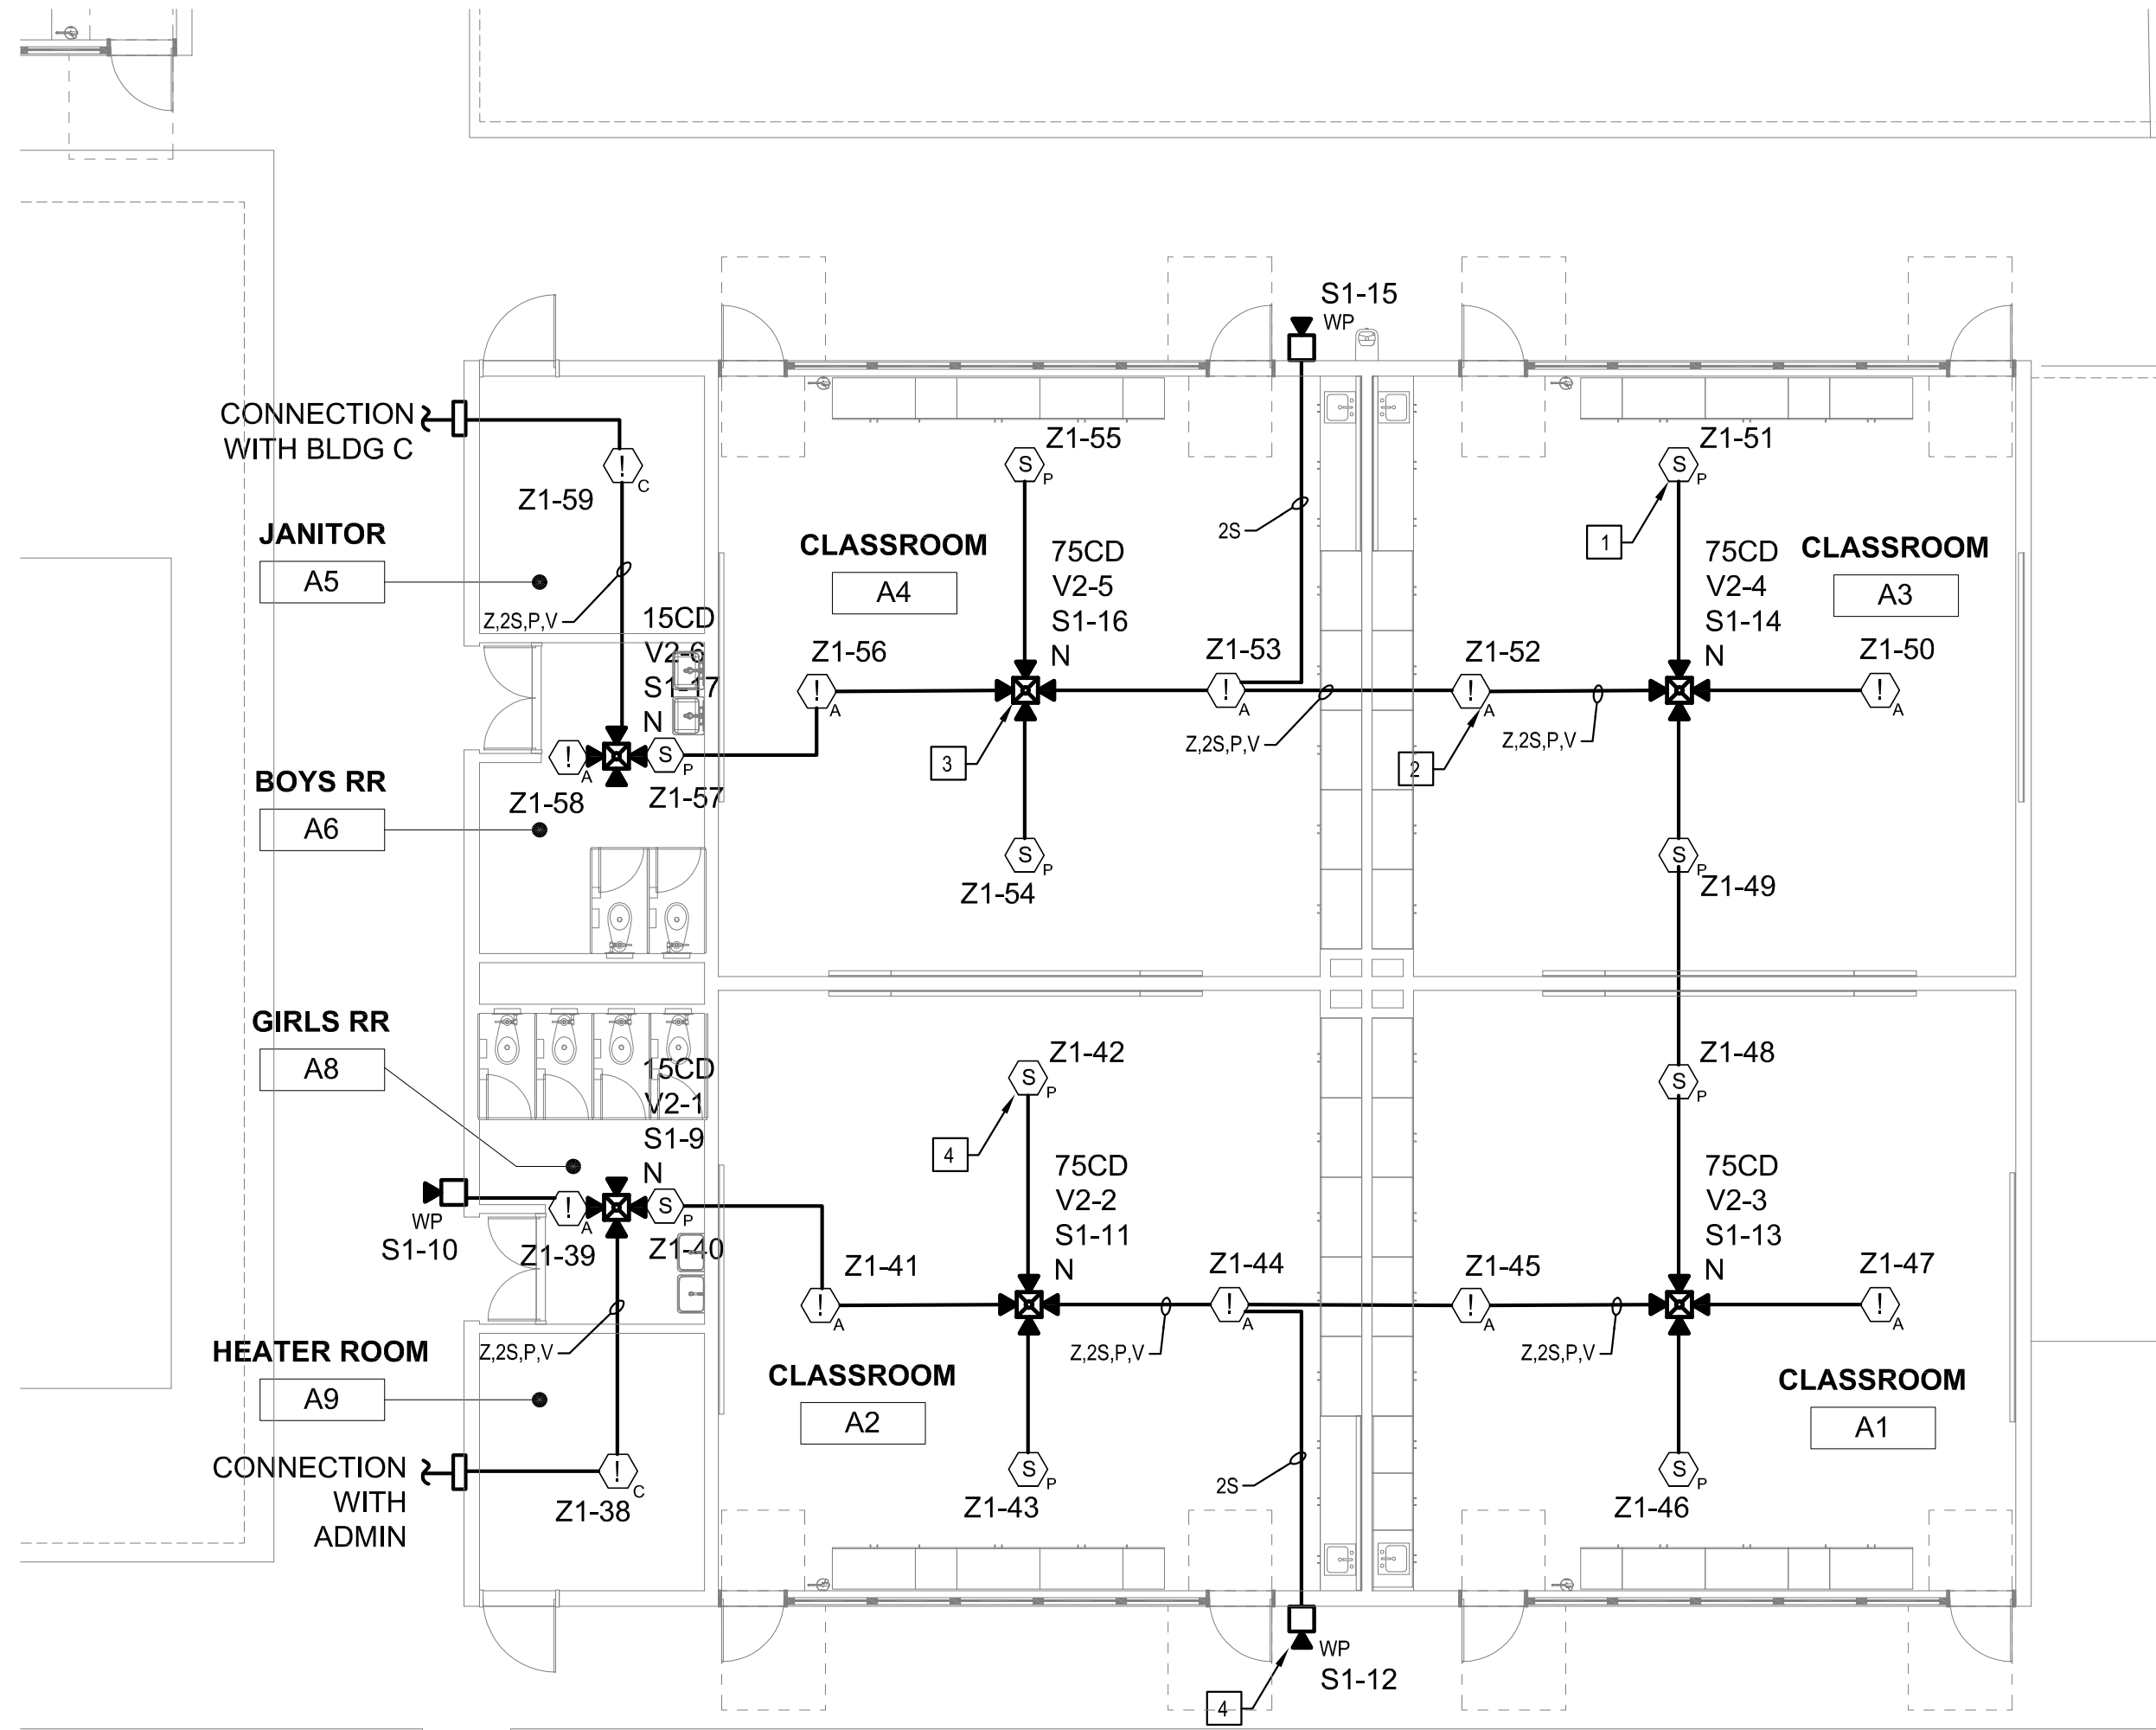 S1-15
WP
CONNECTION
WITH BLDG C
C
Z1-59
JANITOR
A5
Z,2S,P,V
15CD
V2-6
S1-17
N
A
Z1-58
P
Z1-57
BOYS RR
A6
Z1-55
S
P
CLASSROOM
A4
75CD
V2-5
S1-16
N
2S
Z1-56
!
A
Z1-53
!
A
3
Z,2S,P,V
S
P
Z1-54
Z1-51
S
P
1
75CD
V2-4
S1-14
N
CLASSROOM
A3
Z1-52
!
A
2
Z,2S,P,V
Z1-50
!
A
S
P
Z1-49
GIRLS RR
A8
15CD
V2-1
S1-9
N
WP
S1-10
!
A
Z1-39
S
P
Z1-40
Z,2S,P,V
HEATER ROOM
A9
CONNECTION
WITH
ADMIN
!
C
Z1-38
Z1-42
S
P
4
75CD
V2-2
S1-11
N
Z1-41
!
A
Z1-44
!
A
Z,2S,P,V
CLASSROOM
A2
S
P
Z1-43
2S
WP
S1-12
4
Z1-48
S
P
75CD
V2-3
S1-13
N
Z1-45
!
A
Z,2S,P,V
Z1-47
!
A
CLASSROOM
A1
S
P
Z1-46